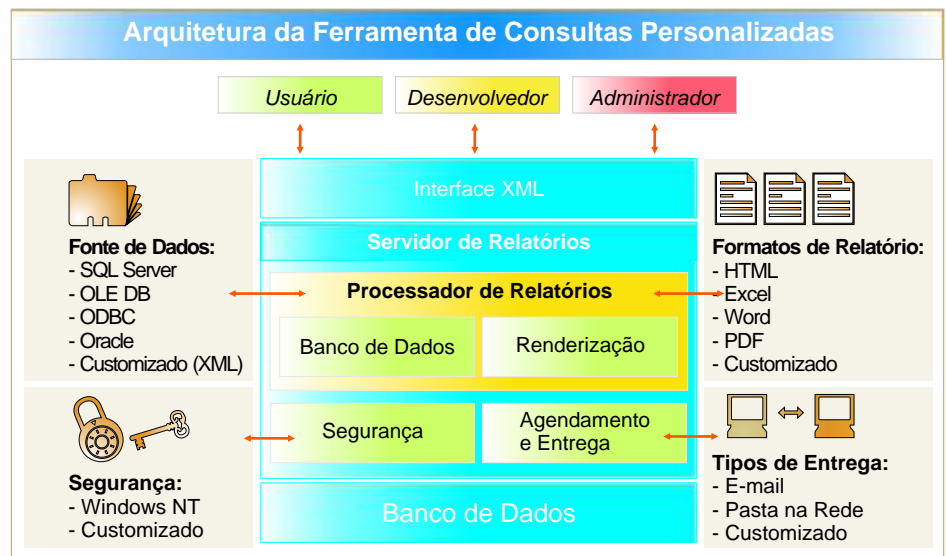 Arquitetura da Ferramenta de Consultas Personalizadas
Usuário
Desenvolvedor
Administrador
Interface XML
Servidor de Relatórios
Processador de Relatórios
Banco de Dados
Renderização
Segurança
Agendamento
e Entrega
Banco de Dados
Fonte de Dados:
- SQL Server
- OLE DB
- ODBC
- Oracle
- Customizado (XML)
Segurança:
- Windows NT
- Customizado
Formatos de Relatório:
- HTML
- Excel
- Word
- PDF
- Customizado
Tipos de Entrega:
- E-mail
- Pasta na Rede
- Customizado